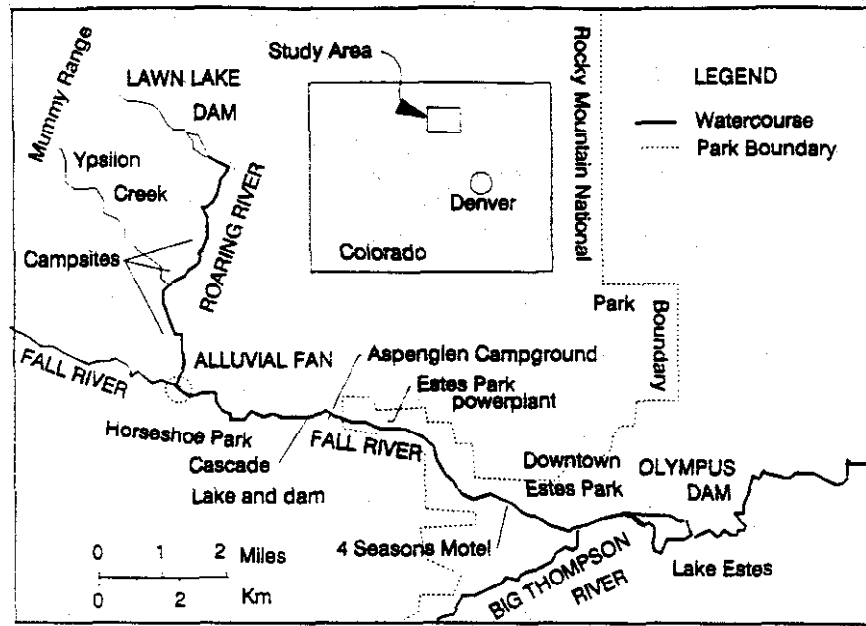 Mummy Range
LAWN LAKE
DAM
Study Area
Rocky Mountain National
LEGEND
Watercourse
Park Boundary
Ypsilon
Creek
Denver
Campsites
ROARING RIVER
Colorado
Park
Boundary
FALL RIVER
ALLUVIAL FAN
Aspenglen Campground
Estes Park
powerplant
Horseshoe Park
FALL RIVER
Cascade
Lake and dam
Downtown
Estes Park
OLYMPUS
DAM
4 Seasons Motel
0 1 2 Miles
0 2 Km
BIG THOMPSON
RIVER
Lake Estes